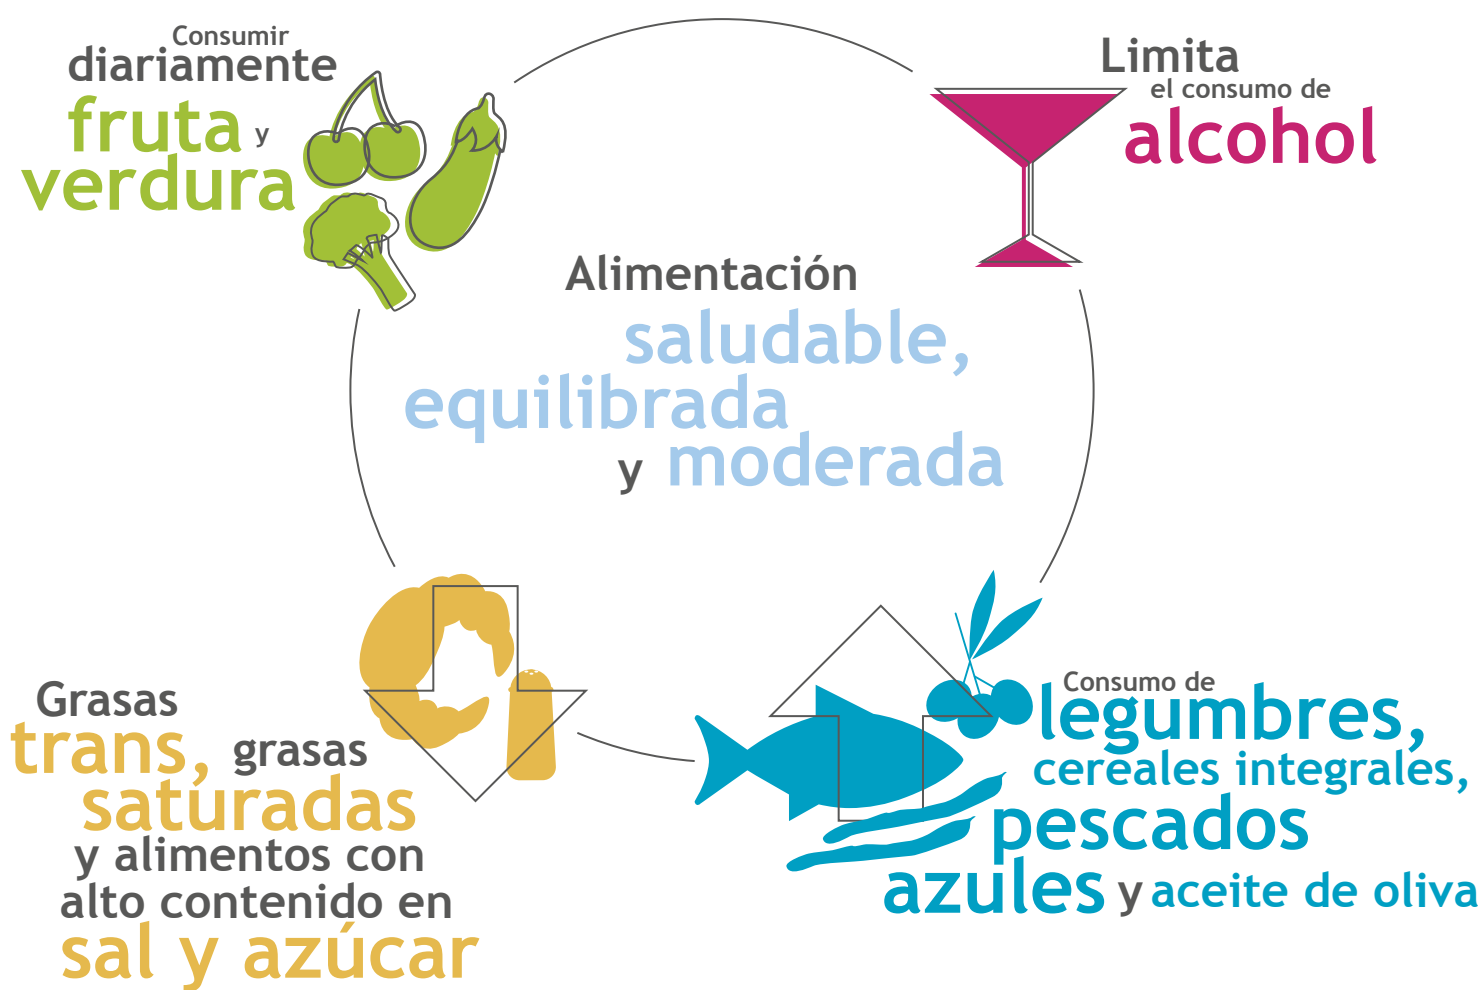 Consumir
diariamente
fruta y
verdura
Limita
el consumo de
alcohol
Alimentación
saludable,
equilibrada
y moderada
Grasas
trans, grasas
saturadas
y alimentos con
alto contenido en
sal y azúcar
Consumo de
legumbres,
cereales integrales,
pescados
azules y aceite de oliva